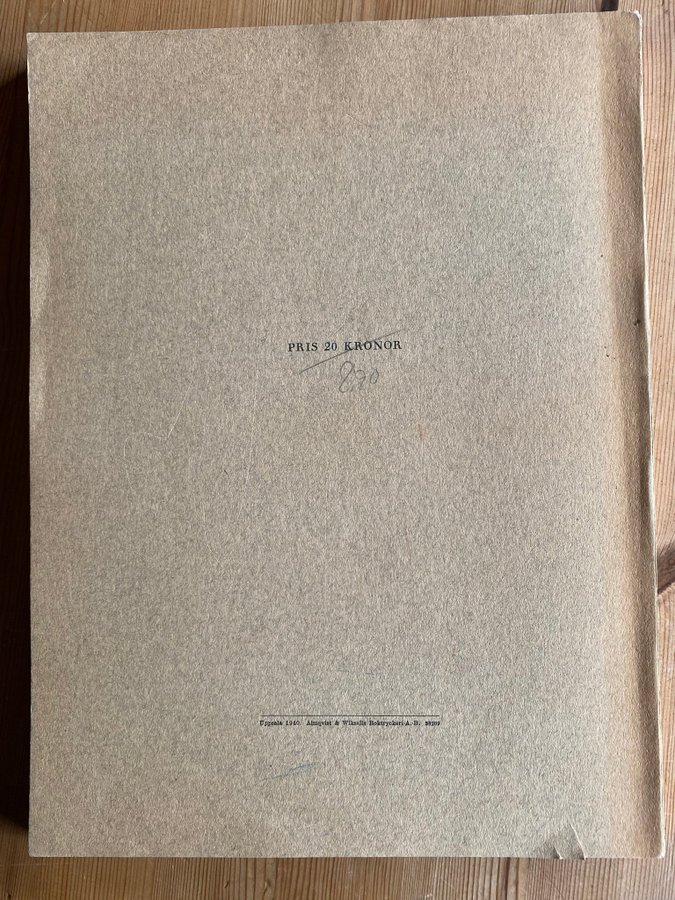 PRIS 20 KRONOR
Uppsala 1940. Almqvist & Wiksells Boktryckeri-A.-B.